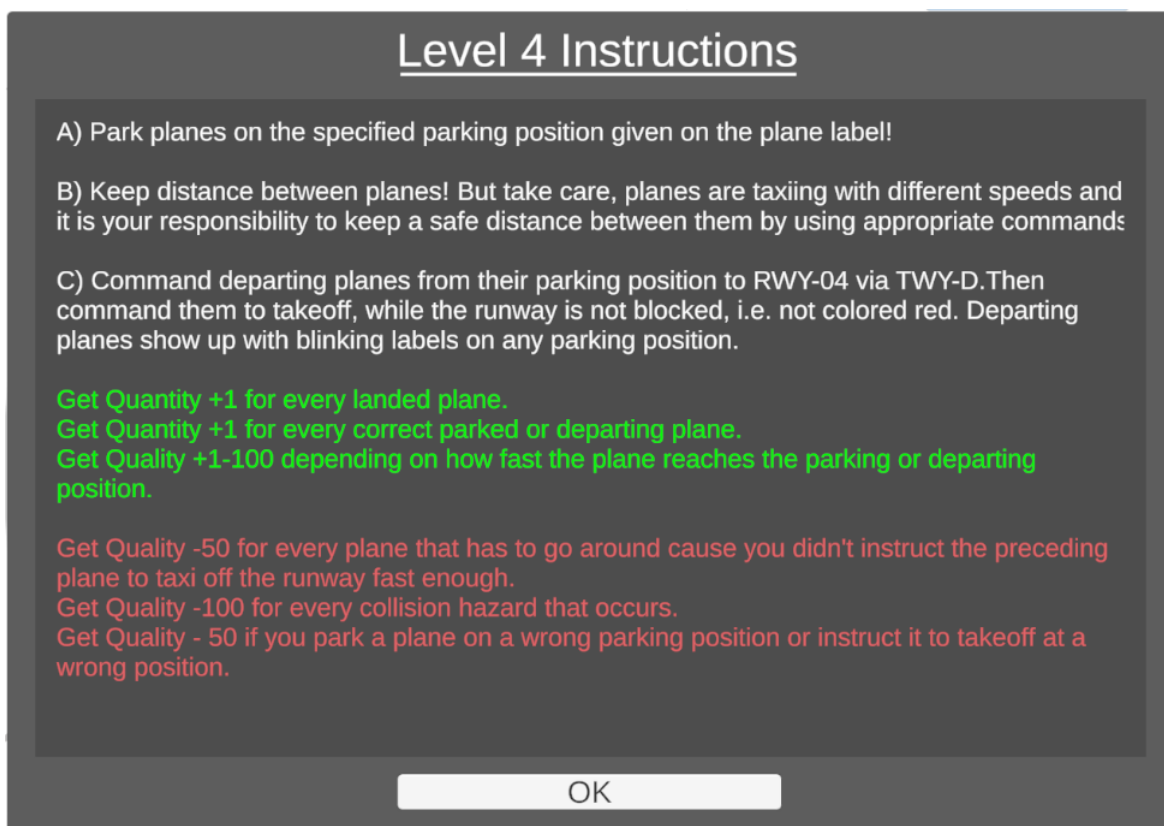 Level 4 Instructions
A) Park planes on the specified parking position given on the plane label!
B) Keep distance between planes! But take care, planes are taxiing with different speeds and
it is your responsibility to keep a safe distance between them by using appropriate commands
C) Command departing planes from their parking position to RWY-04 via TWY-D.Then
command them to takeoff, while the runway is not blocked, i.e. not colored red. Departing
planes show up with blinking labels on any parking position.
Get Quantity +1 for every landed plane.
Get Quantity +1 for every correct parked or departing plane.
Get Quality +1-100 depending on how fast the plane reaches the parking or departing
position.
Get Quality -50 for every plane that has to go around cause you didn't instruct the preceding
plane to taxi off the runway fast enough.
Get Quality -100 for every collision hazard that occurs.
Get Quality - 50 if you park a plane on a wrong parking position or instruct it to takeoff at a
wrong position.
OK